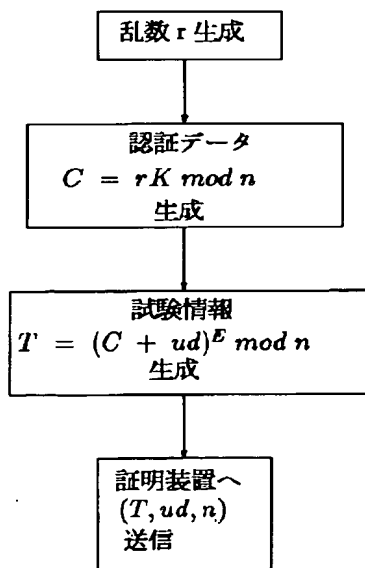 乱数 r 生成
認証データ
C = rK mod n
生成
試験情報
T = (C + ud)^E mod n
生成
証明装置へ
(T, ud, n)
送信